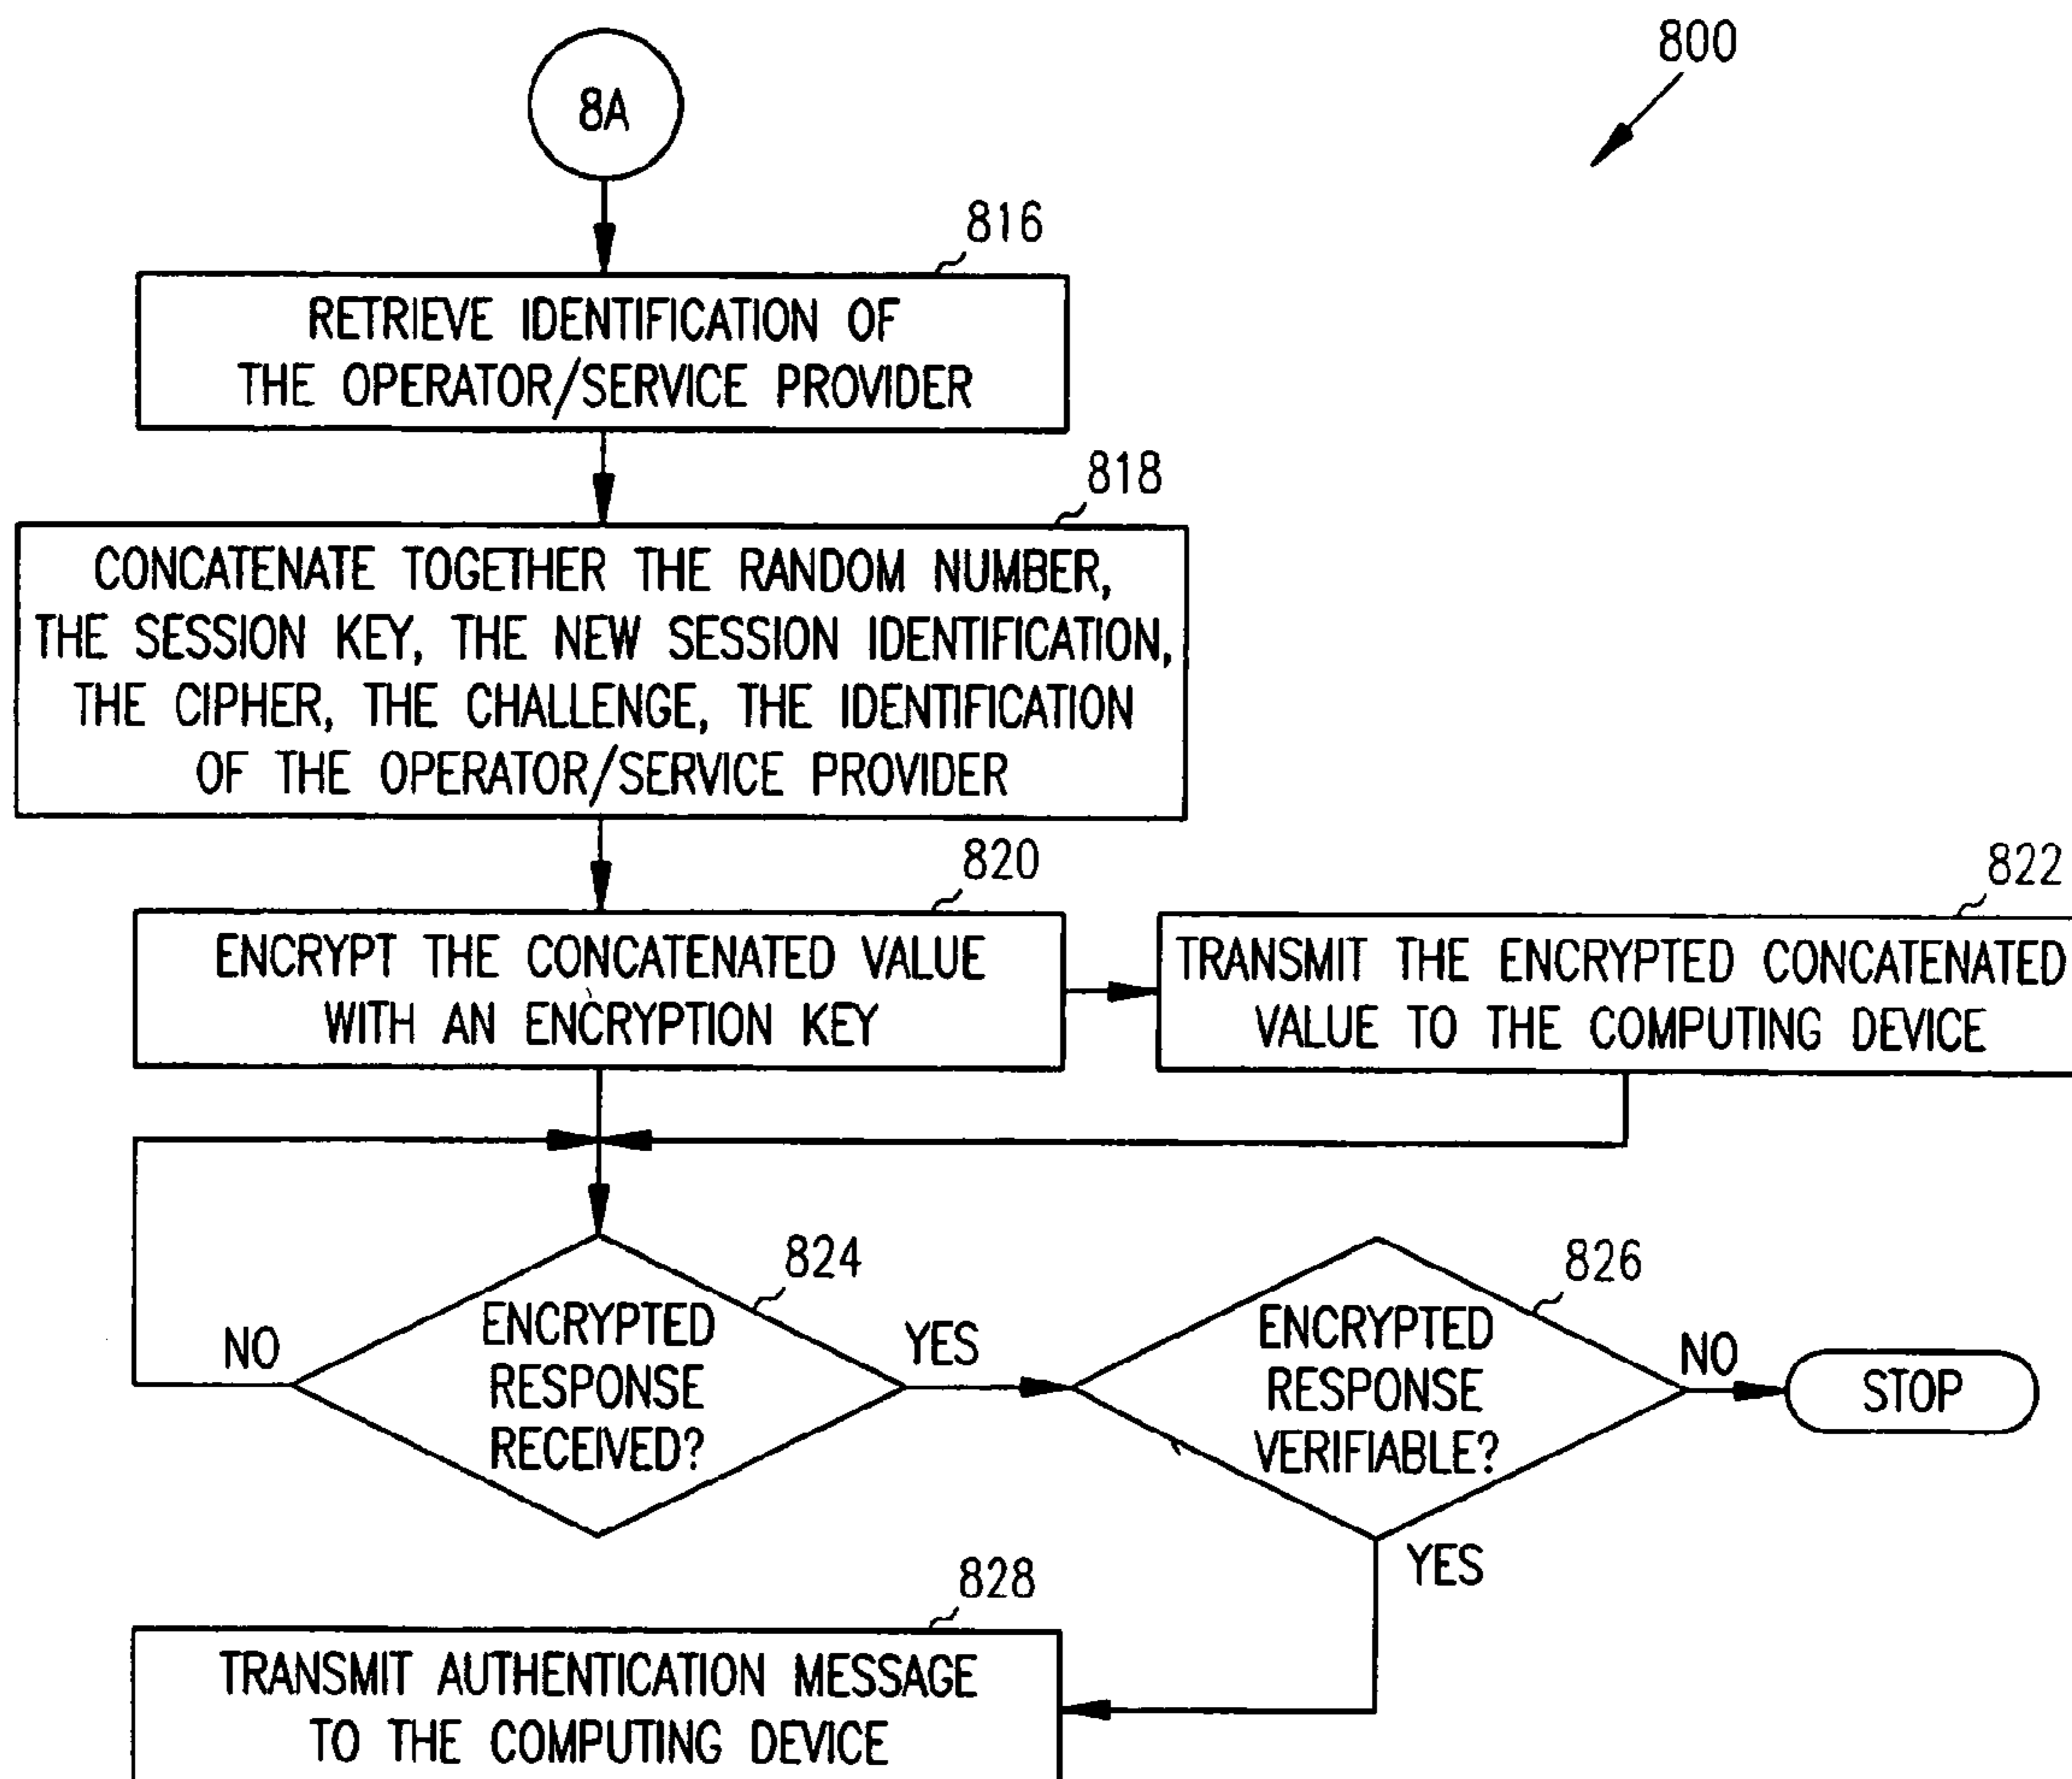 800
8A
816
RETRIEVE IDENTIFICATION OF
THE OPERATOR/SERVICE PROVIDER
818
CONCATENATE TOGETHER THE RANDOM NUMBER,
THE SESSION KEY, THE NEW SESSION IDENTIFICATION,
THE CIPHER, THE CHALLENGE, THE IDENTIFICATION
OF THE OPERATOR/SERVICE PROVIDER
820
ENCRYPT THE CONCATENATED VALUE
WITH AN ENCRYPTION KEY
822
TRANSMIT THE ENCRYPTED CONCATENATED
VALUE TO THE COMPUTING DEVICE
824
ENCRYPTED
RESPONSE
RECEIVED?
NO
YES
826
ENCRYPTED
RESPONSE
VERIFIABLE?
NO
STOP
YES
828
TRANSMIT AUTHENTICATION MESSAGE
TO THE COMPUTING DEVICE